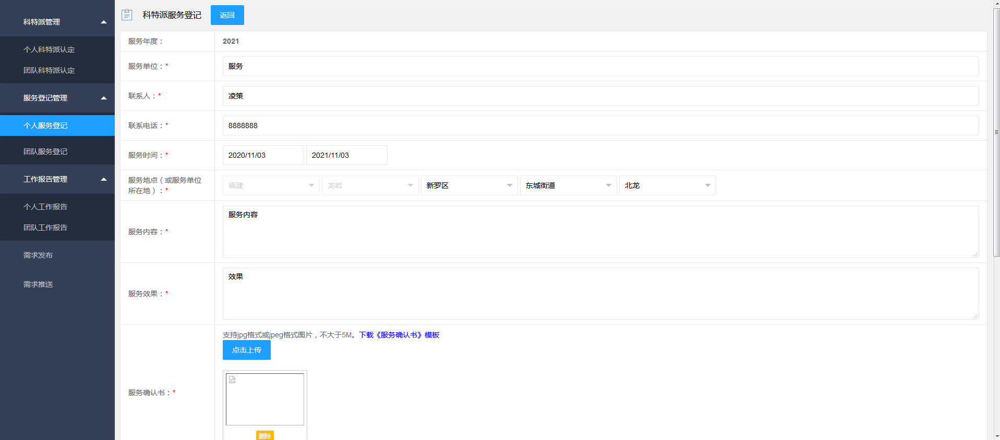 科特派管理
个人科特派认定
团队科特派认定
服务登记管理
个人服务登记
团队服务登记
工作报告管理
个人工作报告
团队工作报告
需求发布
需求推送
科特派服务登记 返回
服务年度： 2021
服务单位：* 服务
联系人：* 凌策
联系电话：* 8888888
服务时间：* 2020/11/03 2021/11/03
服务地点（或服务单位
所在地）：* 福建 龙岩 新罗区 东城街道 北龙
服务内容：* 服务内容
服务效果：* 效果
支持jpg格式或jpeg格式图片，不大于5M。下载《服务确认书》模板
点击上传
服务确认书：*
删除